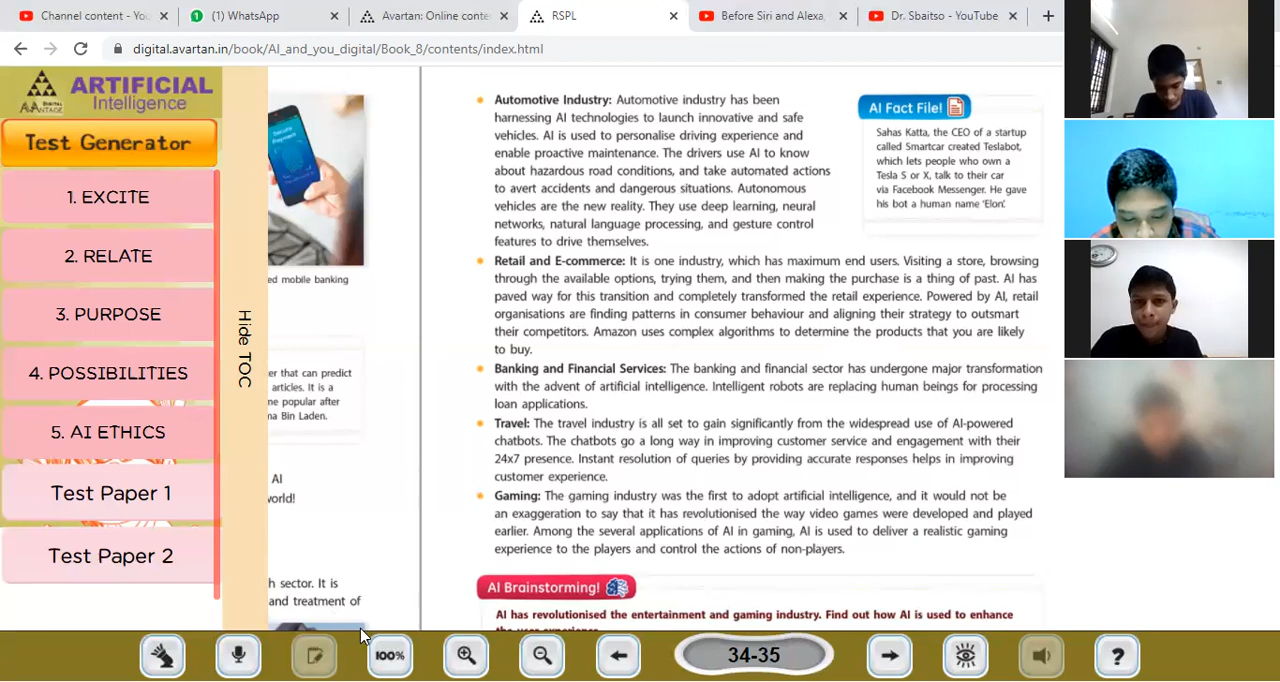 Channel content - You
(1) WhatsApp
Avartan: Online conte
RSPL
Before Siri and Alexa,
Dr. Sbaitso - YouTube
digital.avartan.in/book/AI_and_you_digital/Book_8/contents/index.html
ARTIFICIAL
Intelligence
Test Generator
1. EXCITE
2. RELATE
3. PURPOSE
4. POSSIBILITIES
5. AI ETHICS
Test Paper 1
Test Paper 2
Hide TOC
Secure
Payment
ed mobile banking
er that can predict
articles. It is a
ne popular after
na Bin Laden.
AI
vorld!
h sector. It is
and treatment of
Automotive Industry: Automotive industry has been
harnessing AI technologies to launch innovative and safe
vehicles. AI is used to personalise driving experience and
enable proactive maintenance. The drivers use AI to know
about hazardous road conditions, and take automated actions
to avert accidents and dangerous situations. Autonomous
vehicles are the new reality. They use deep learning, neural
networks, natural language processing, and gesture control
features to drive themselves.
AI Fact File!
Sahas Katta, the CEO of a startup
called Smartcar created Teslabot,
which lets people who own a
Tesla S or X, talk to their car
via Facebook Messenger. He gave
his bot a human name 'Elon'.
Retail and E-commerce: It is one industry, which has maximum end users. Visiting a store, browsing
through the available options, trying them, and then making the purchase is a thing of past. AI has
paved way for this transition and completely transformed the retail experience. Powered by AI, retail
organisations are finding patterns in consumer behaviour and aligning their strategy to outsmart
their competitors. Amazon uses complex algorithms to determine the products that you are likely
to buy.
Banking and Financial Services: The banking and financial sector has undergone major transformation
with the advent of artificial intelligence. Intelligent robots are replacing human beings for processing
loan applications.
Travel: The travel industry is all set to gain significantly from the widespread use of AI-powered
chatbots. The chatbots go a long way in improving customer service and engagement with their
24x7 presence. Instant resolution of queries by providing accurate responses helps in improving
customer experience.
Gaming: The gaming industry was the first to adopt artificial intelligence, and it would not be
an exaggeration to say that it has revolutionised the way video games were developed and played
earlier. Among the several applications of AI in gaming, AI is used to deliver a realistic gaming
experience to the players and control the actions of non-players.
AI Brainstorming!
AI has revolutionised the entertainment and gaming industry. Find out how AI is used to enhance
the user experience
100%
34-35
?